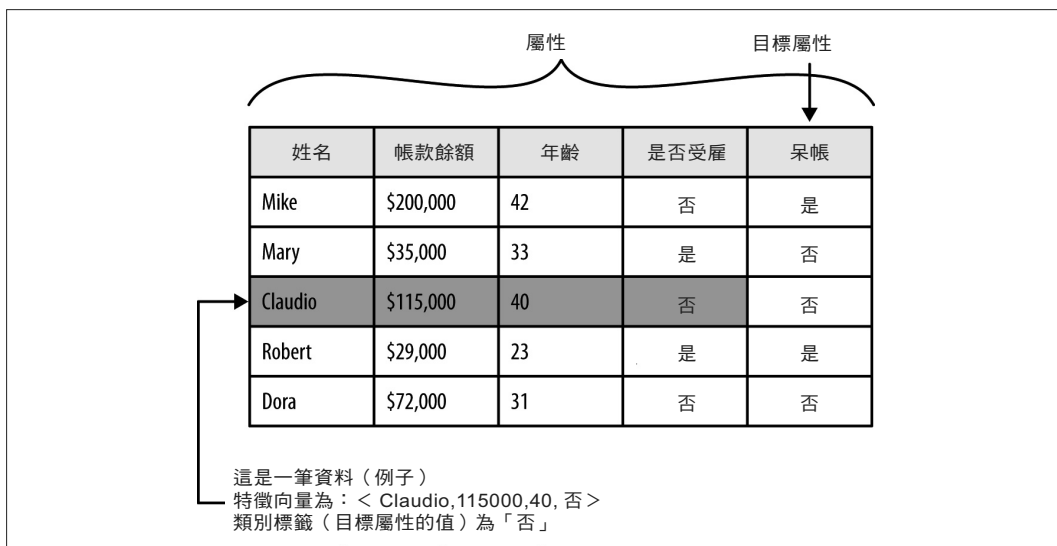 屬性 目標屬性
姓名 帳款餘額 年齡 是否受雇 呆帳
Mike $200,000 42 否 是
Mary $35,000 33 是 否
Claudio $115,000 40 否 否
Robert $29,000 23 是 是
Dora $72,000 31 否 否
這是一筆資料（例子）
特徵向量為：＜ Claudio,115000,40, 否＞
類別標籤（目標屬性的值）為「否」